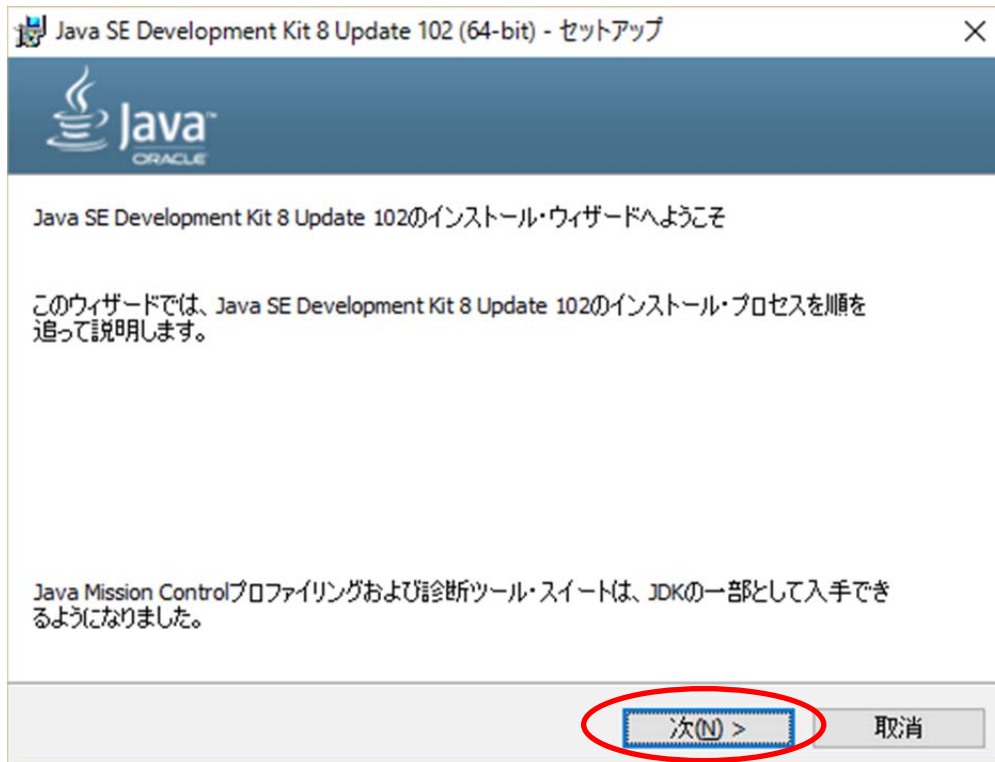 Java SE Development Kit 8 Update 102 (64-bit) - セットアップ
Java™
ORACLE
Java SE Development Kit 8 Update 102のインストール・ウィザードへようこそ
このウィザードでは、Java SE Development Kit 8 Update 102のインストール・プロセスを順を
追って説明します。
Java Mission Controlプロファイリングおよび診断ツール・スイートは、JDKの一部として入手でき
るようになりました。
次(N) >
取消